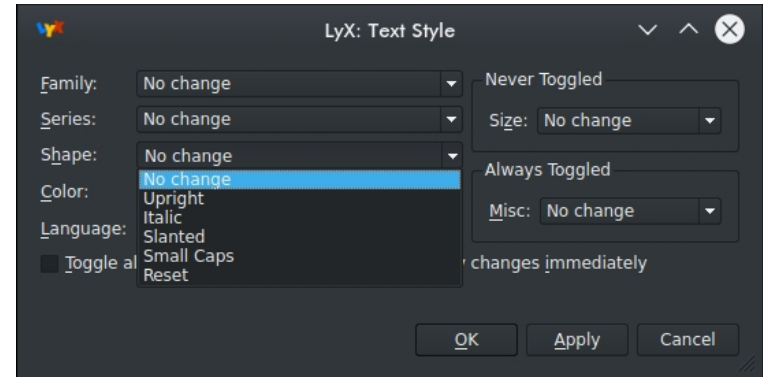 LyX: Text Style
Family: No change
Series: No change
Shape: No change
No change
Upright
Italic
Slanted
Small Caps
Reset
Color:
Language:
Toggle al
y changes immediately
Never Toggled
Size: No change
Always Toggled
Misc: No change
OK Apply Cancel